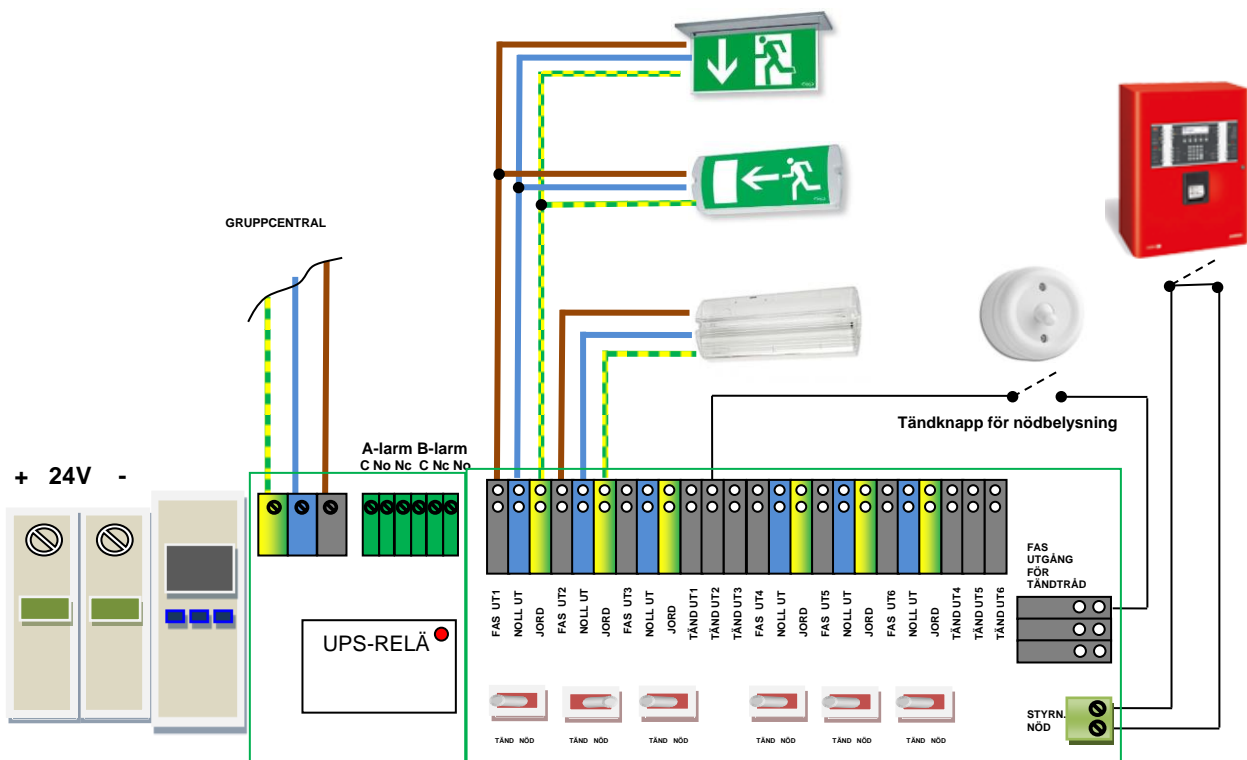 GRUPPCENTRAL
Tändknapp för nödbelysning
+ 24V -
A-larm B-larm
C No Nc C Nc No
UPS-RELÄ
FAS UT1
NOLL UT
JORD
FAS UT2
NOLL UT
JORD
FAS UT3
NOLL UT
JORD
TÄND UT1
TÄND UT2
TÄND UT3
FAS UT4
NOLL UT
JORD
FAS UT5
NOLL UT
JORD
FAS UT6
NOLL UT
JORD
TÄND UT4
TÄND UT5
TÄND UT6
FAS
UTGÅNG
FÖR
TÄNDTRÅD
STYRN.
NÖD
TÄND NÖD
TÄND NÖD
TÄND NÖD
TÄND NÖD
TÄND NÖD
TÄND NÖD